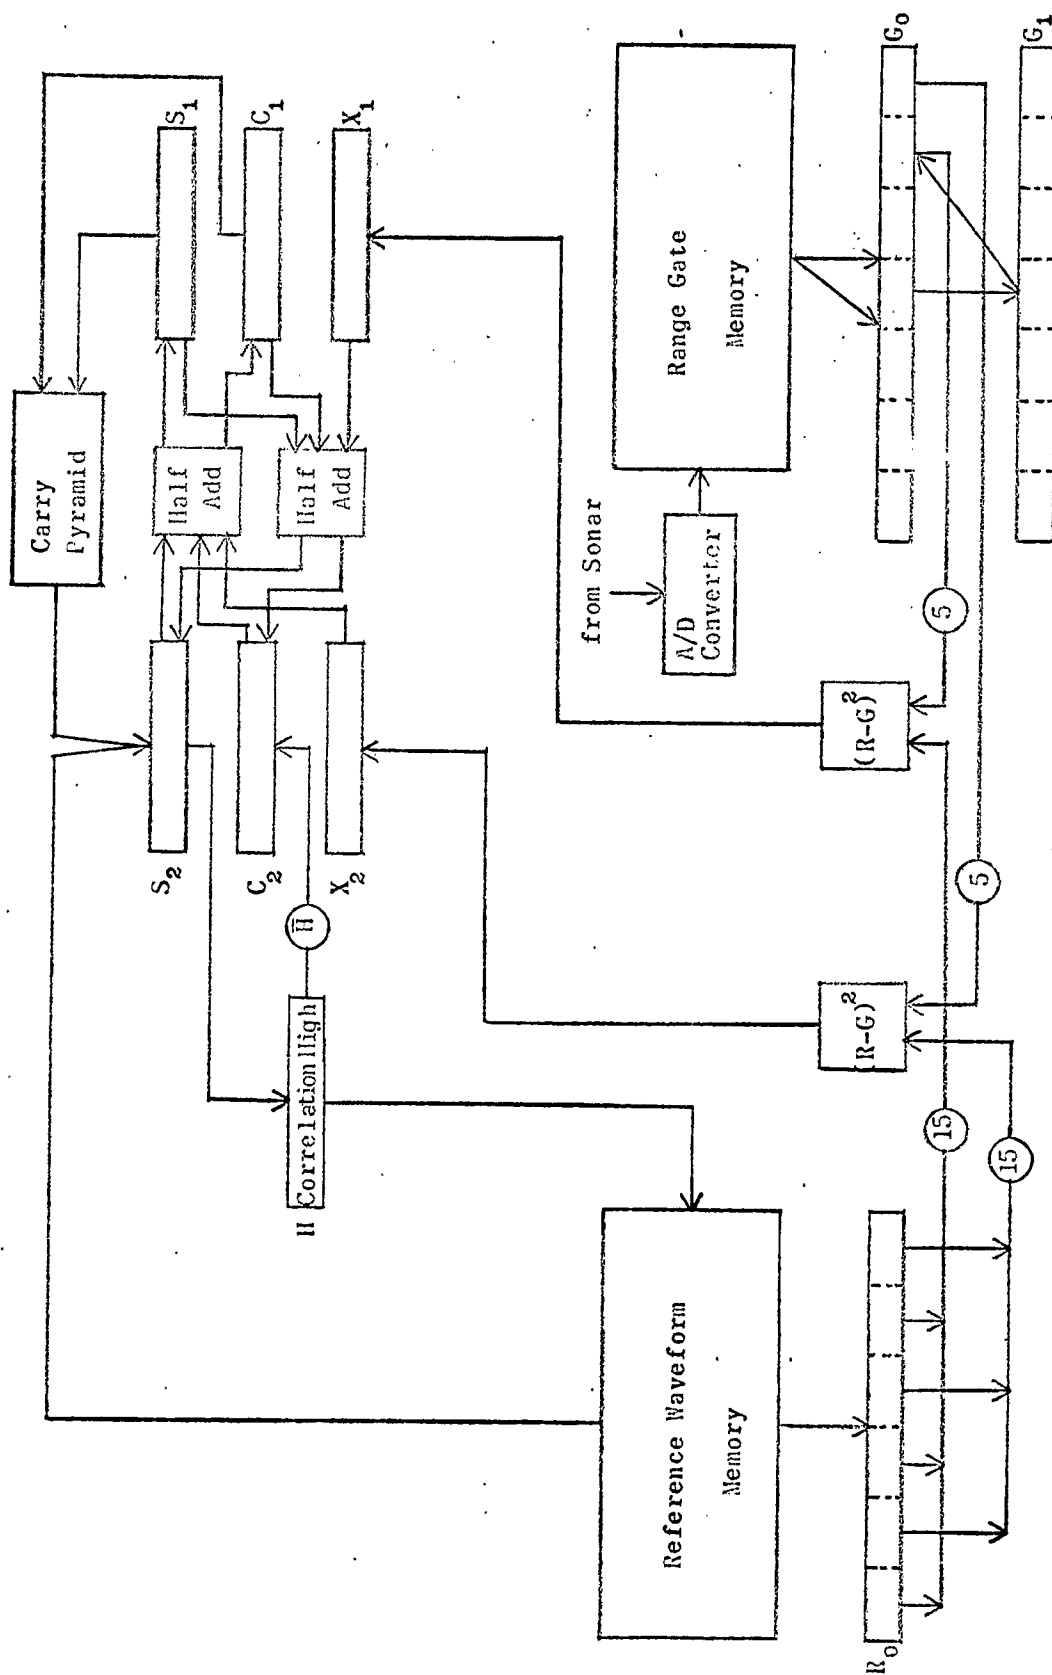 Carry
Pyramid
S₂
C₂
X₂
Half
Add
Half
Add
S₁
C₁
X₁
H̅
H
Correlation High
from Sonar
A/D
Converter
Range Gate
Memory
Reference Waveform
Memory
(R-G)²
(R-G)²
5
5
15
15
R₀
G₀
G₁